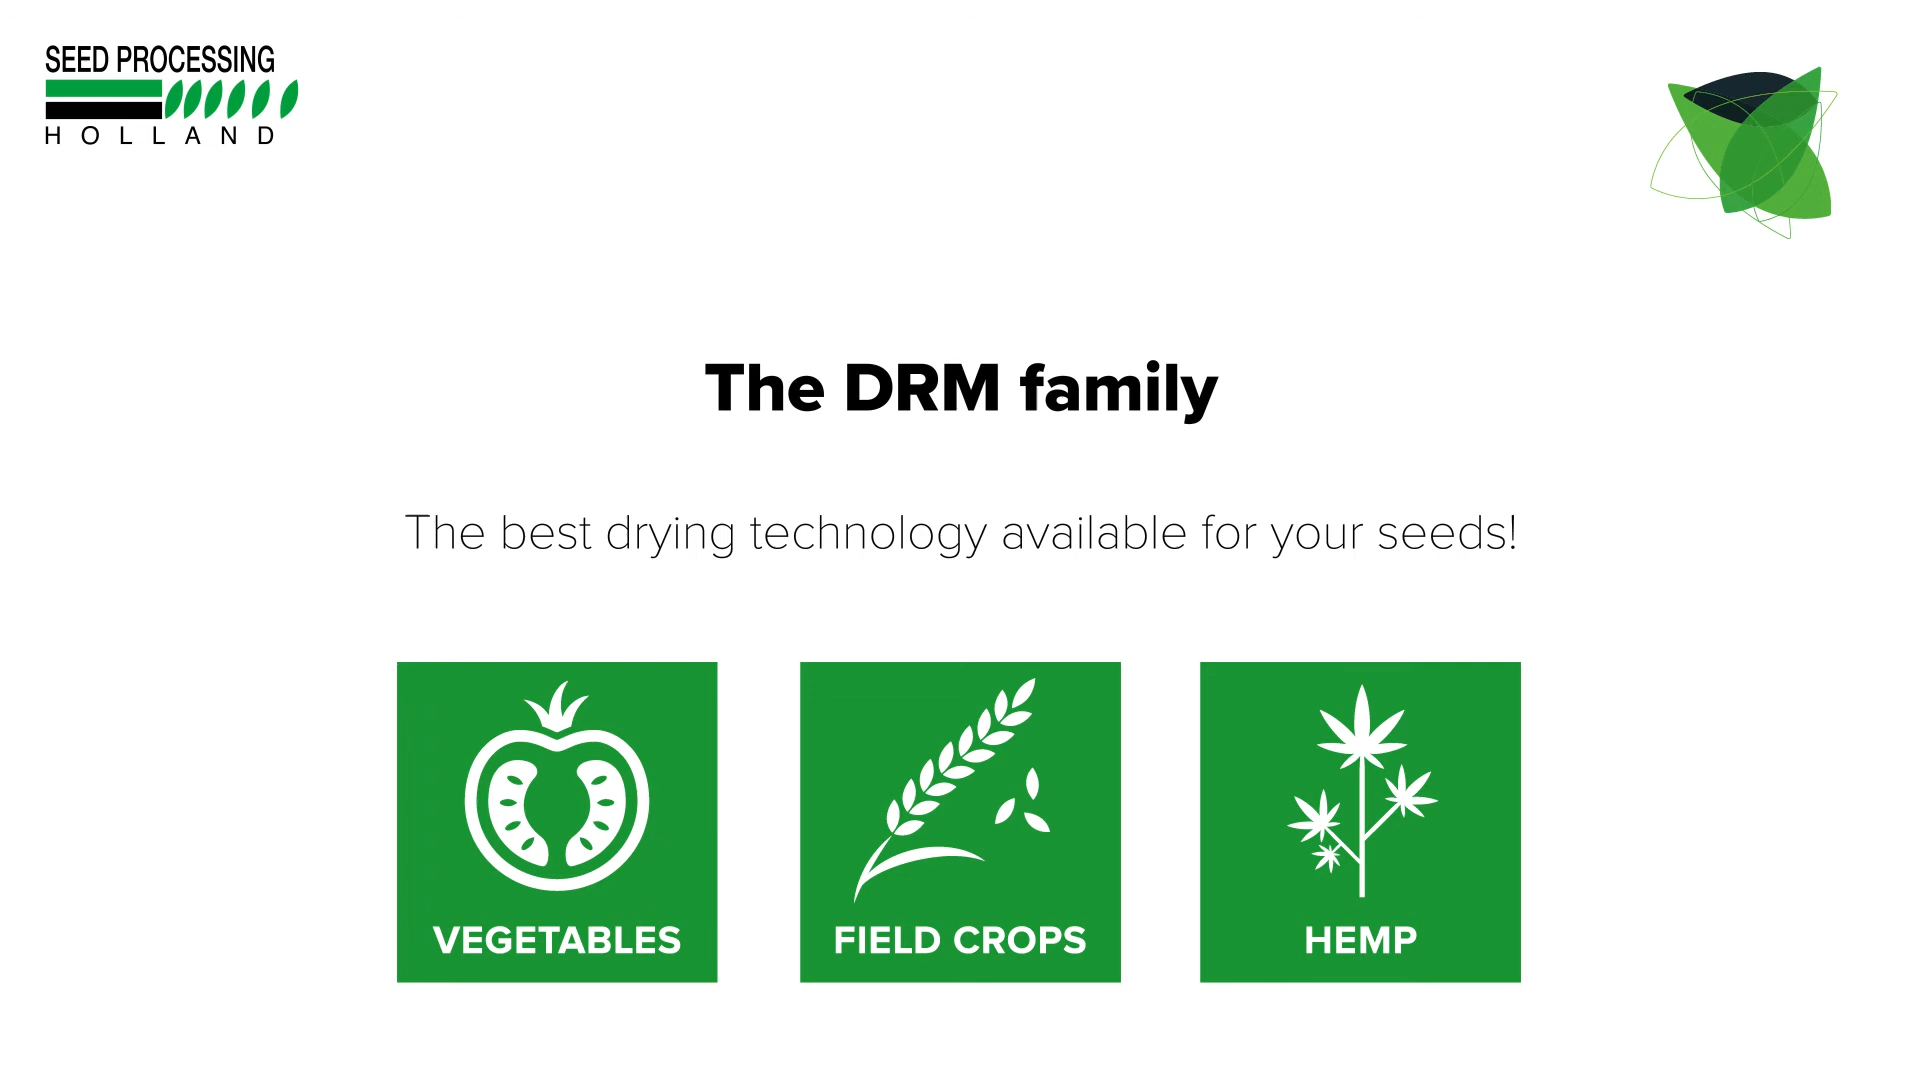 SEED PROCESSING
HOLLAND
The DRM family
The best drying technology available for your seeds!
VEGETABLES
FIELD CROPS
HEMP